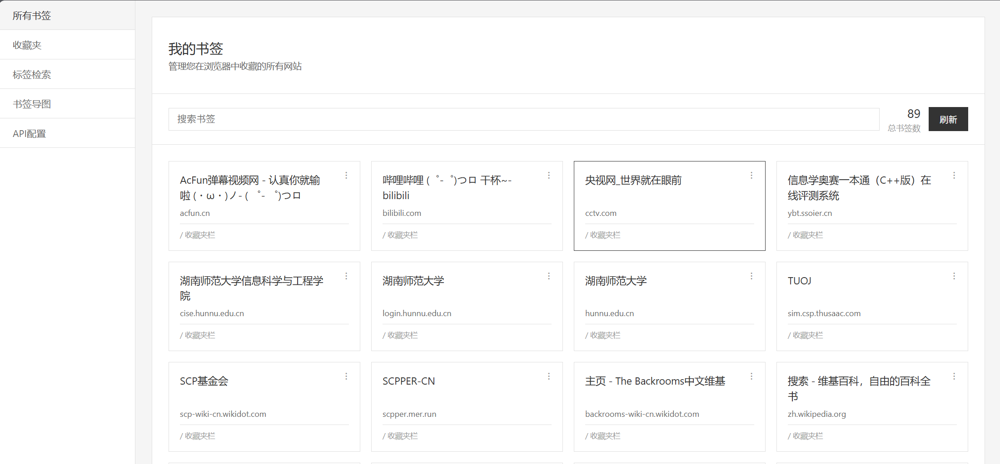 所有书签
收藏夹
标签检索
书签导图
API配置
我的书签
管理您在浏览器中收藏的所有网站
搜索书签
89
总书签数
刷新
AcFun弹幕视频网 - 认真你就输
啦 (・ω・)ノ- ( ゜- ゜)つロ
acfun.cn
/ 收藏夹栏
哔哩哔哩 ( ゜- ゜)つロ 干杯~-
bilibili
bilibili.com
/ 收藏夹栏
央视网_世界就在眼前
cctv.com
/ 收藏夹栏
信息学奥赛一本通（C++版）在
线评测系统
ybt.ssoier.cn
/ 收藏夹栏
湖南师范大学信息科学与工程学
院
cise.hunnu.edu.cn
/ 收藏夹栏
湖南师范大学
login.hunnu.edu.cn
/ 收藏夹栏
湖南师范大学
hunnu.edu.cn
/ 收藏夹栏
TUOJ
sim.csp.thusaac.com
/ 收藏夹栏
SCP基金会
scp-wiki-cn.wikidot.com
/ 收藏夹栏
SCPPER-CN
scpper.mer.run
/ 收藏夹栏
主页 - The Backrooms中文维基
backrooms-wiki-cn.wikidot.com
/ 收藏夹栏
搜索 - 维基百科，自由的百科全
书
zh.wikipedia.org
/ 收藏夹栏